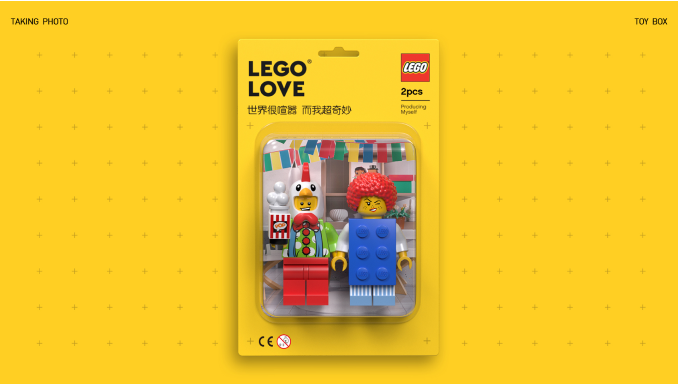 TAKING PHOTO
TOY BOX
LEGO®
LOVE
世界很喧嚣 而我超奇妙
LEGO
2pcs
Producing
Myself
CE